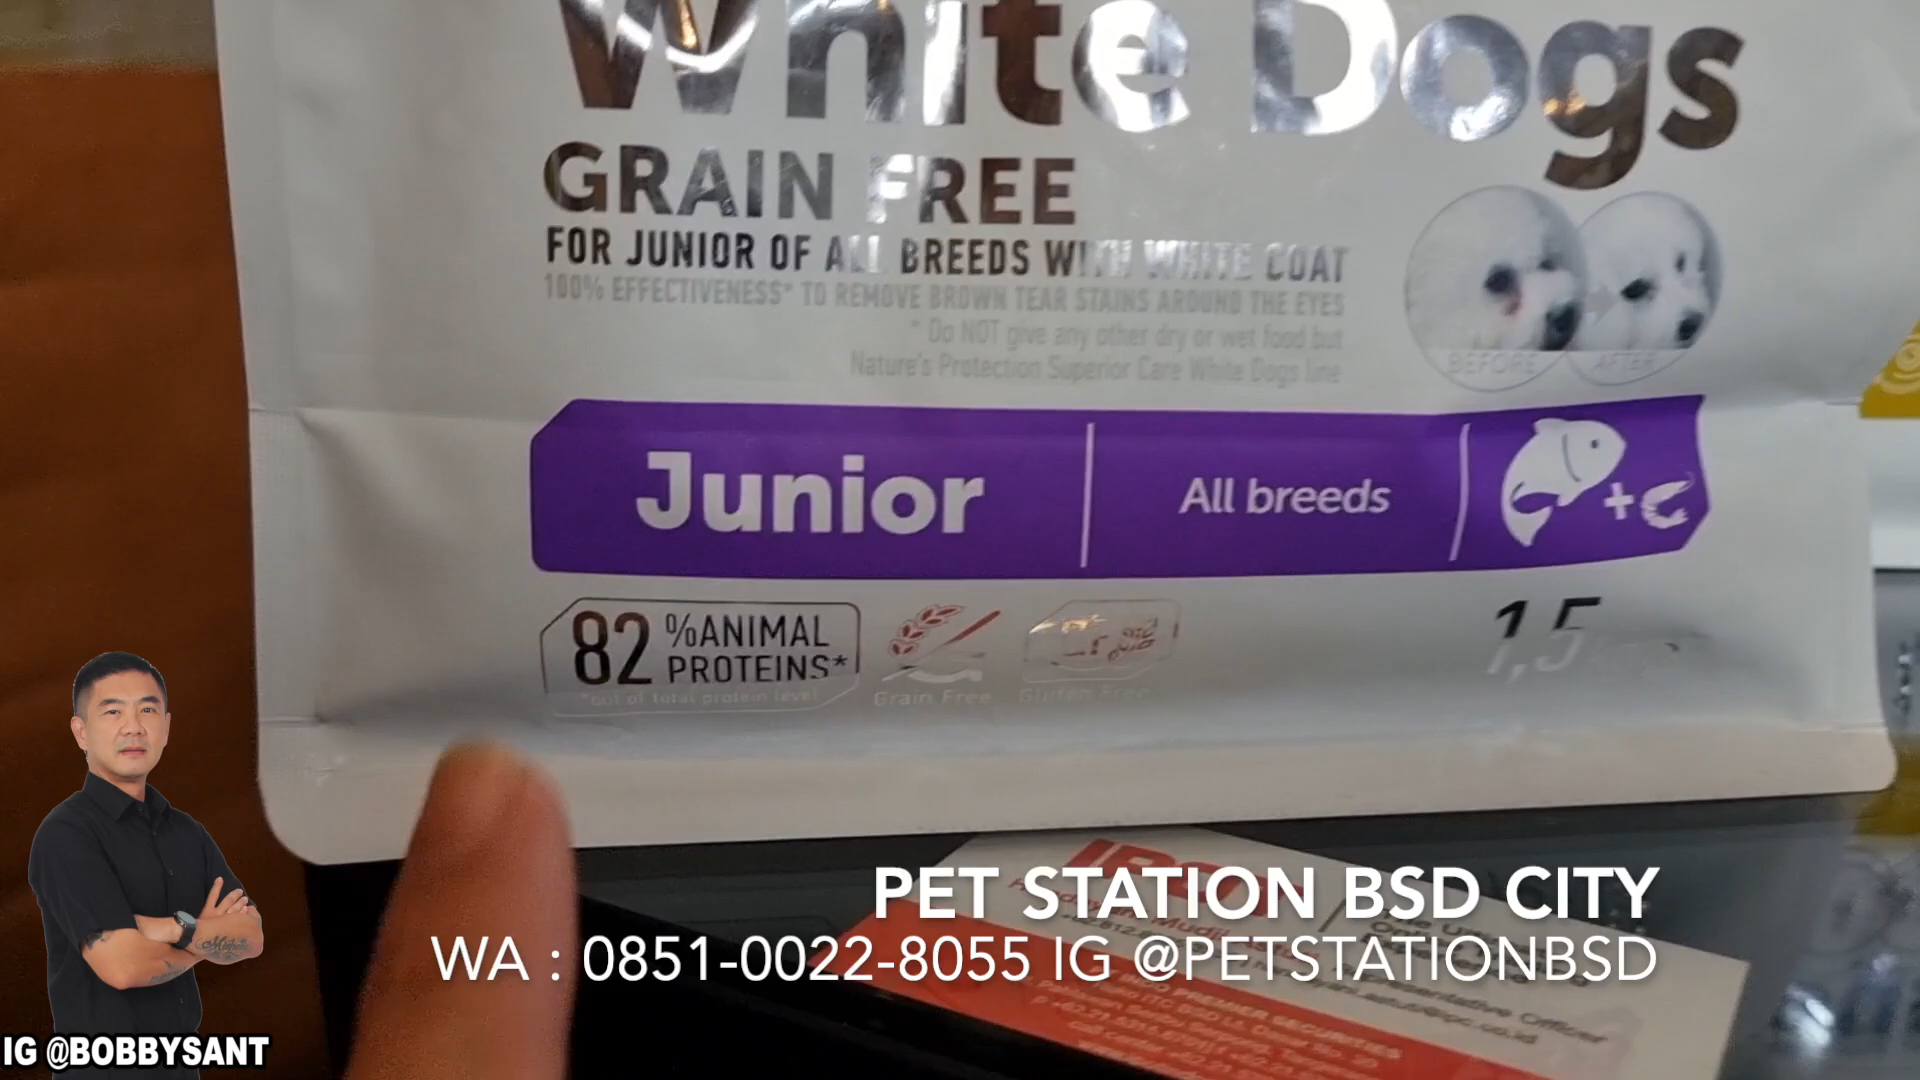 White Dogs
GRAIN FREE
FOR JUNIOR OF ALL BREEDS WITH WHITE COAT
100% EFFECTIVENESS* TO REMOVE BROWN TEAR STAINS AROUND THE EYES
* Do NOT give any other dry or wet food but
Nature's Protection Superior Care White Dogs line
BEFORE
AFTER
Junior
All breeds
+
82 %ANIMAL
PROTEINS*
*out of total protein level
Grain Free
Gluten Free
1,5
PET STATION BSD CITY
WA : 0851-0022-8055 IG @PETSTATIONBSD
PREMIER SECURITIES
Officer
IG @BOBBYSANT